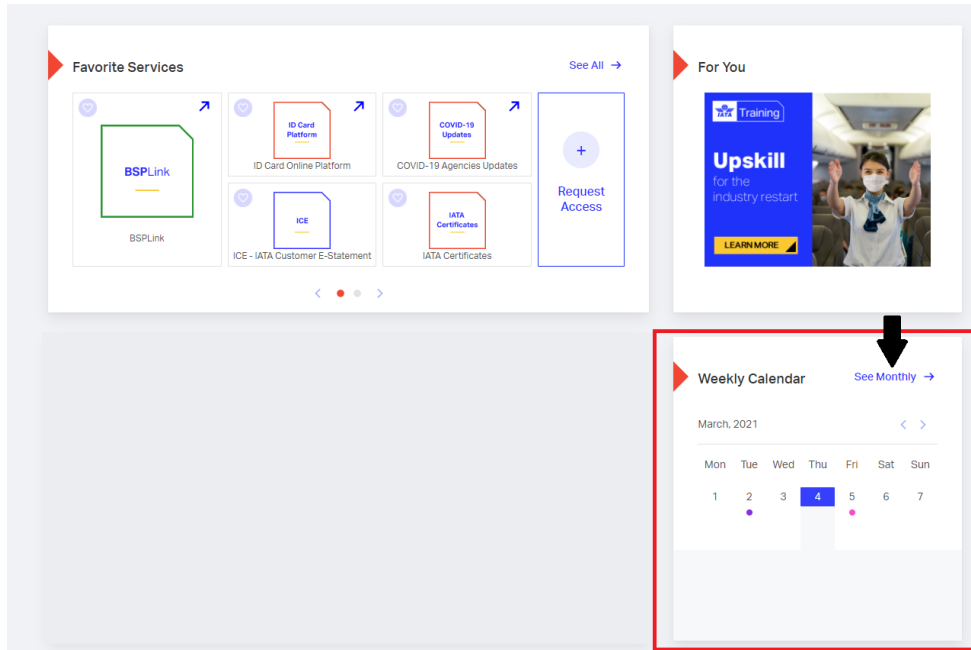 Favorite Services
See All →
BSPLink
BSPLink
ID Card
Platform
ID Card Online Platform
COVID-19
Updates
COVID-19 Agencies Updates
ICE
ICE - IATA Customer E-Statement
IATA
Certificates
IATA Certificates
+
Request
Access
For You
IATA Training
Upskill
for the
industry restart
LEARN MORE
Weekly Calendar
See Monthly →
March, 2021
Mon Tue Wed Thu Fri Sat Sun
1 2 3 4 5 6 7